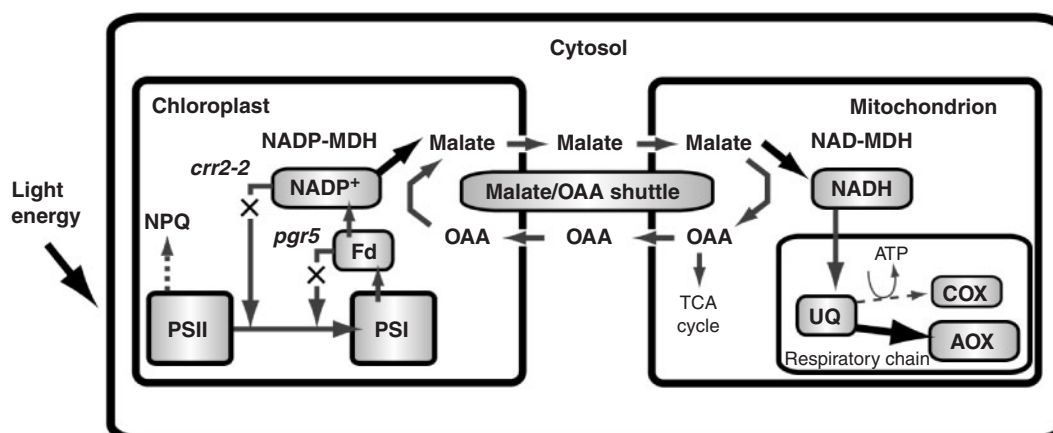 Cytosol
Chloroplast
Mitochondrion
NADP-MDH
Malate
Malate
Malate
NAD-MDH
crr2-2
NADP+
Malate/OAA shuttle
NADH
Light
energy
NPQ
pgr5
Fd
OAA
OAA
OAA
ATP
TCA
cycle
COX
PSII
PSI
UQ
AOX
Respiratory chain